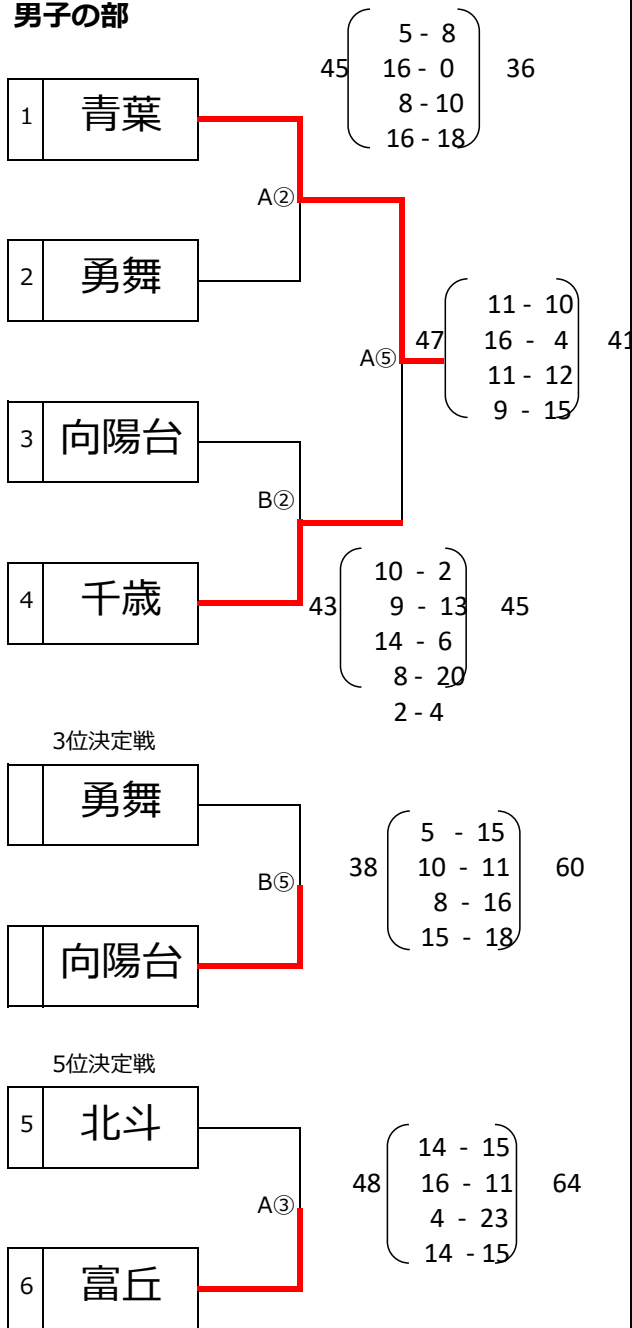 男子の部
5 - 8
45 16 - 0 36
8 - 10
16 - 18
1 青葉
A②
2 勇舞
11 - 10
47 16 - 4 41
A⑤
11 - 12
9 - 15
3 向陽台
B②
10 - 2
4 千歳
43 9 - 13 45
14 - 6
8 - 20
2 - 4
3位決定戦
勇舞
5 - 15
38 10 - 11 60
B⑤
8 - 16
15 - 18
向陽台
5位決定戦
5 北斗
14 - 15
48 16 - 11 64
A③
4 - 23
14 - 15
6 富丘